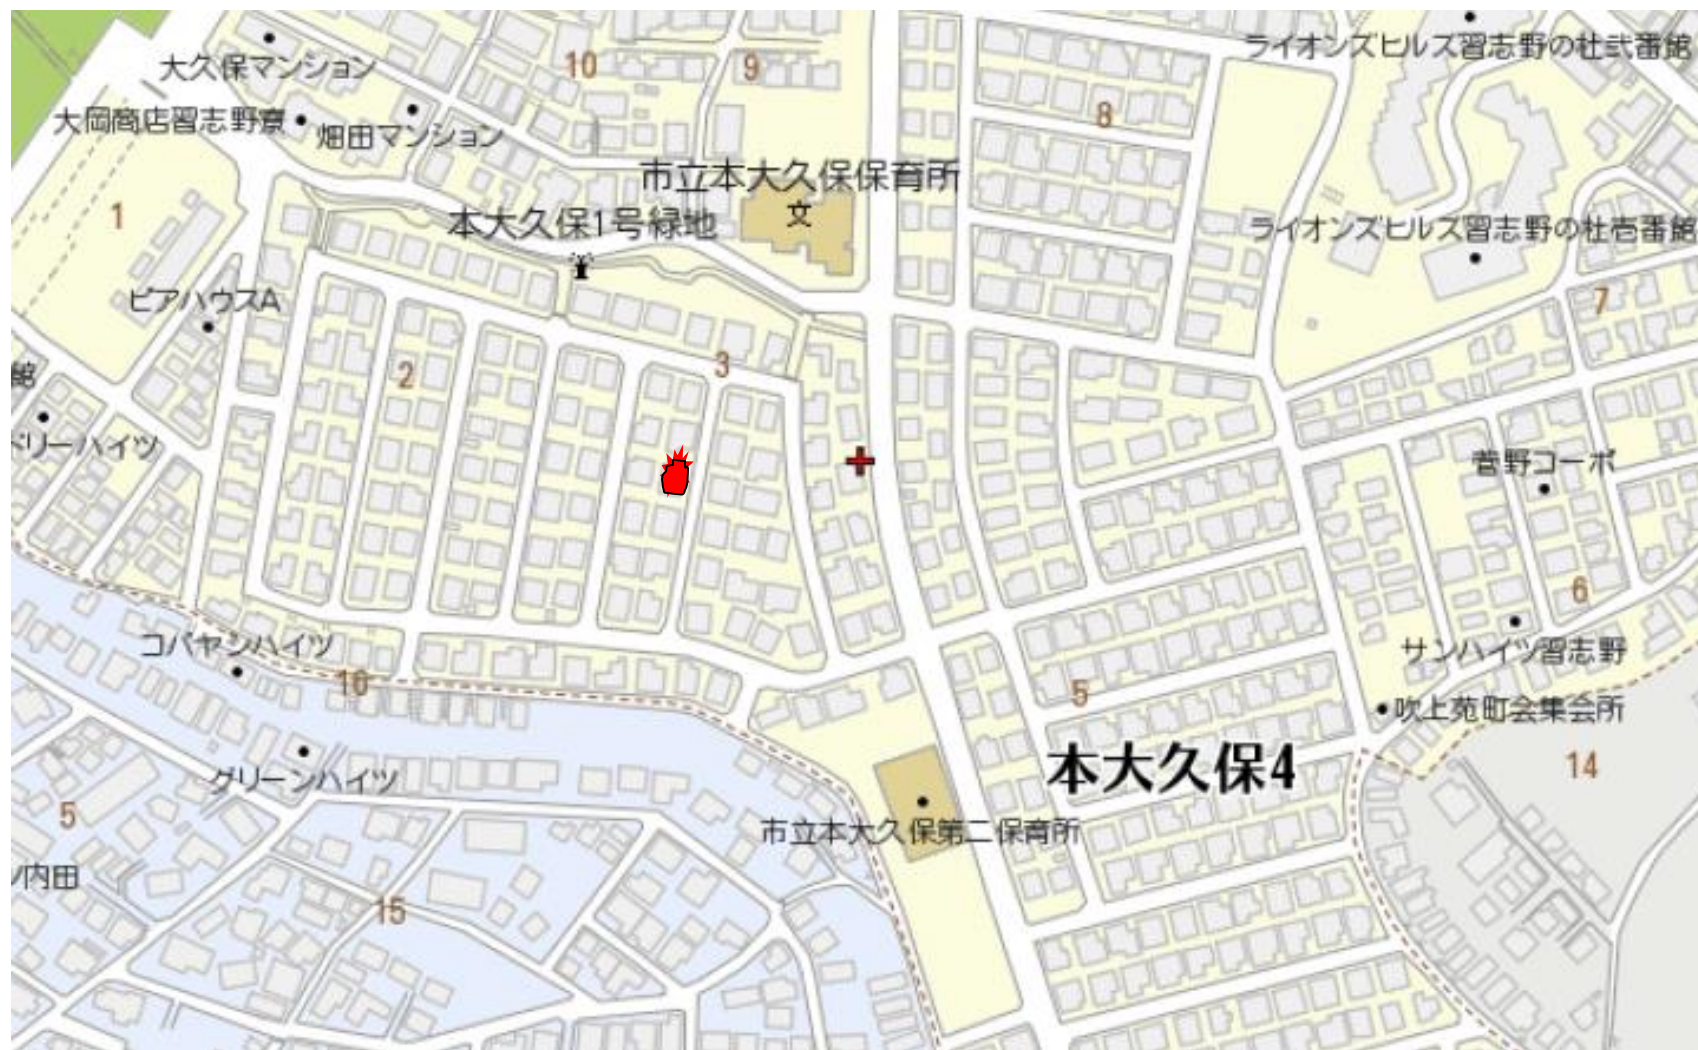 ライオンズヒルズ習志野の杜弐番館
大久保マンション
10
9
大岡商店習志野寮
畑田マンション
8
市立本大久保保育所
文
1
本大久保1号緑地
ライオンズヒルズ習志野の杜壱番館
ピアハウスA
7
館
2
3
ドリーハイツ
菅野コーポ
6
コバヤシハイツ
サンハイツ習志野
16
5
吹上苑町会集会所
グリーンハイツ
本大久保4
14
5
市立本大久保第二保育所
ソ内田
15